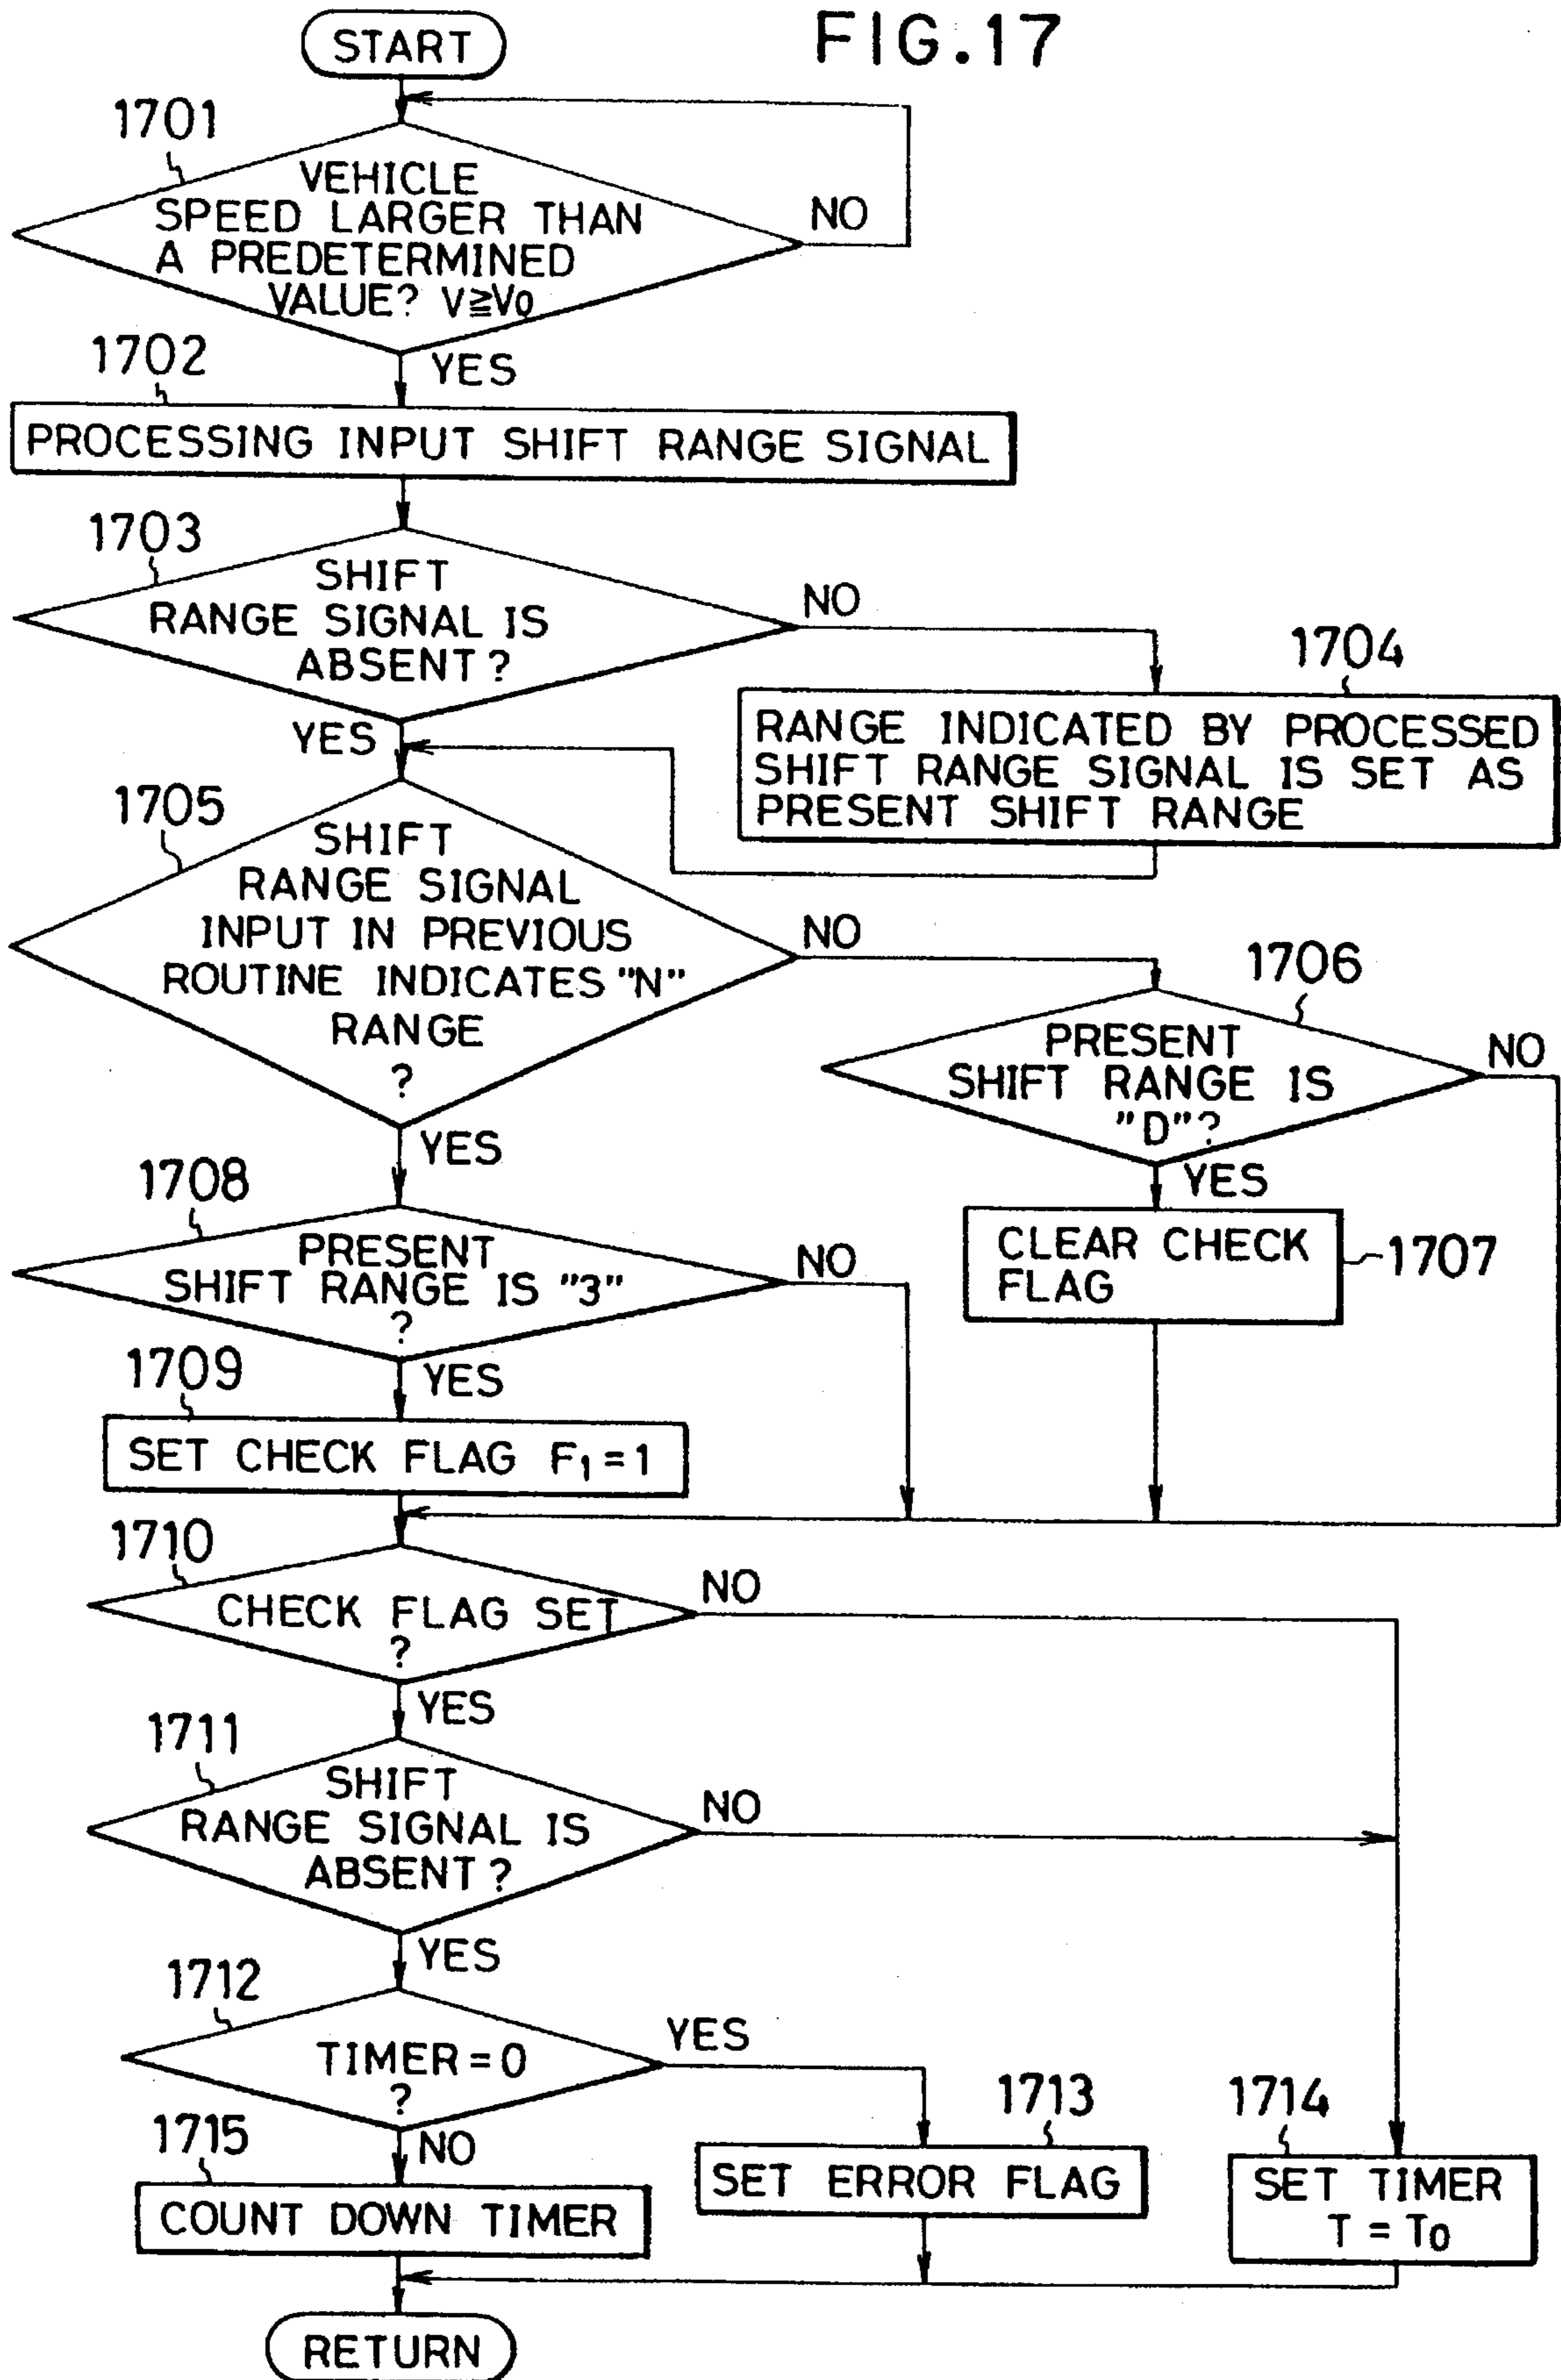 FIG.17
START
1701
VEHICLE
SPEED LARGER THAN
A PREDETERMINED
VALUE? V≧V0
NO
YES
1702
PROCESSING INPUT SHIFT RANGE SIGNAL
1703
SHIFT
RANGE SIGNAL IS
ABSENT?
NO
YES
1704
RANGE INDICATED BY PROCESSED
SHIFT RANGE SIGNAL IS SET AS
PRESENT SHIFT RANGE
1705
SHIFT
RANGE SIGNAL
INPUT IN PREVIOUS
ROUTINE INDICATES "N"
RANGE
?
NO
YES
1706
PRESENT
SHIFT RANGE IS
"D"?
NO
YES
CLEAR CHECK
FLAG
1707
1708
PRESENT
SHIFT RANGE IS "3"
?
NO
YES
1709
SET CHECK FLAG F1=1
1710
CHECK FLAG SET
?
NO
YES
1711
SHIFT
RANGE SIGNAL IS
ABSENT?
NO
YES
1712
TIMER=0
?
YES
NO
1713
SET ERROR FLAG
1714
SET TIMER
T = T0
1715
COUNT DOWN TIMER
RETURN